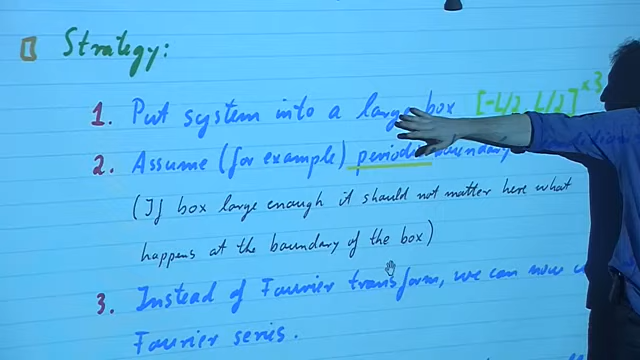 Strategy:
1. Put system into a large box [-L/2, L/2]^×3
2. Assume (for example) periodic boundary
(If box large enough it should not matter here what
happens at the boundary of the box)
3. Instead of Fourier transform, we can now
Fourier series.